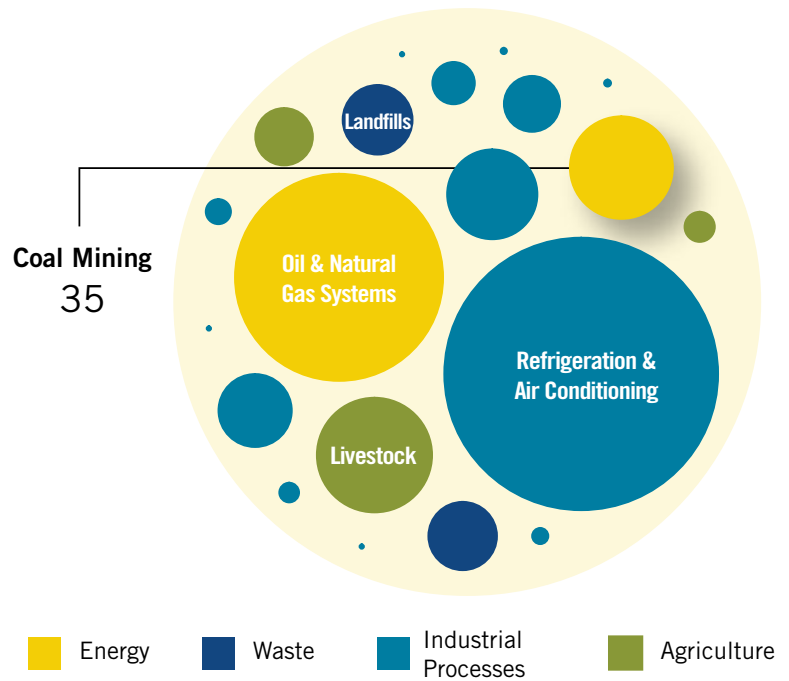 Landfills
Coal Mining
35
Oil & Natural
Gas Systems
Refrigeration &
Air Conditioning
Livestock
Energy
Waste
Industrial
Processes
Agriculture